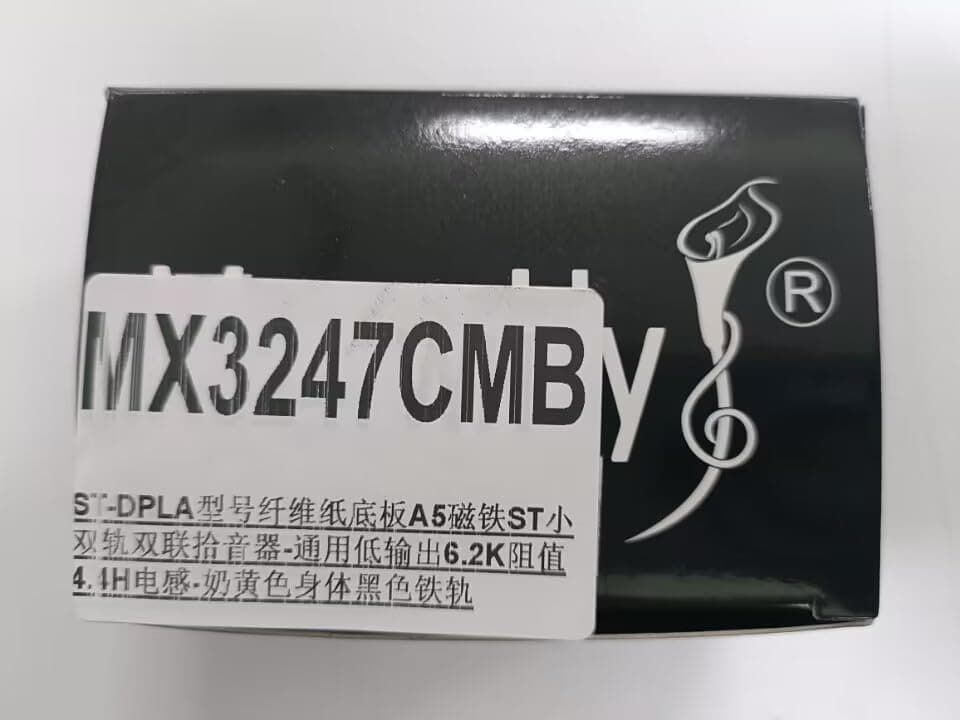 MX3247CMB
y
®
ST-DPLA型号纤维纸底板A5磁铁ST小
双轨双联拾音器-通用低输出6.2K阻值
4.4H电感-奶黄色身体黑色铁轨